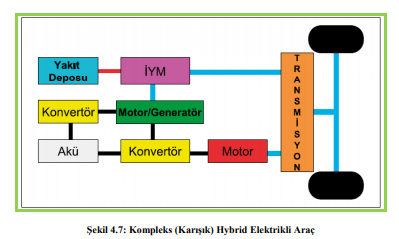 Yakıt
Deposu
İYM
Konvertör
Motor/Generatör
Akü
Konvertör
Motor
TRANSMİSYON
Şekil 4.7: Kompleks (Karışık) Hybrid Elektrikli Araç